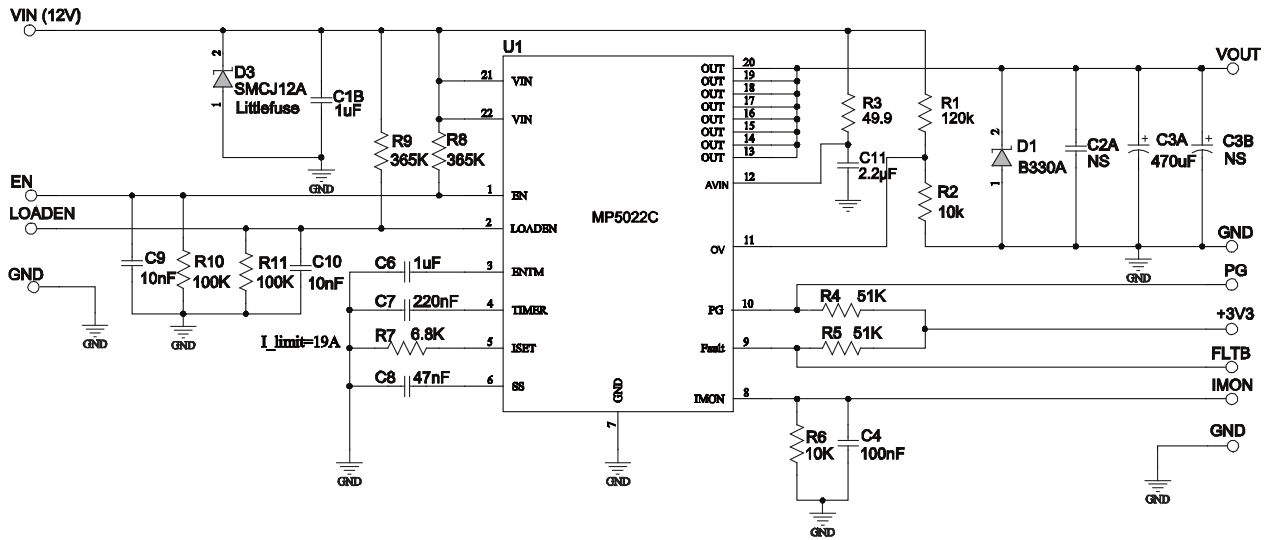 VIN (12V)
U1
D3
SMCJ12A
Littlefuse
2
1
C1B
1uF
GND
R9
365K
R8
365K
21
VIN
22
VIN
EN
1
EN
LOADEN
2
LOADEN
C9
10nF
R10
100K
R11
100K
C10
10nF
GND
GND
GND
C6
1uF
3
ENTM
C7
220nF
4
TIMER
I_limit=19A
R7
6.8K
5
ISET
C8
47nF
6
SS
GND
MP5022C
GND
7
GND
OUT
20
OUT
19
OUT
18
OUT
17
OUT
16
OUT
15
OUT
14
OUT
13
AVIN
12
OV
11
PG
10
Fault
9
IMON
8
R3
49.9
C11
2.2µF
R1
120k
R2
10k
2
D1
B330A
1
C2A
NS
+
C3A
470uF
+
C3B
NS
VOUT
GND
GND
PG
R4
51K
+3V3
R5
51K
FLTB
IMON
R6
10K
C4
100nF
GND
GND
GND
GND